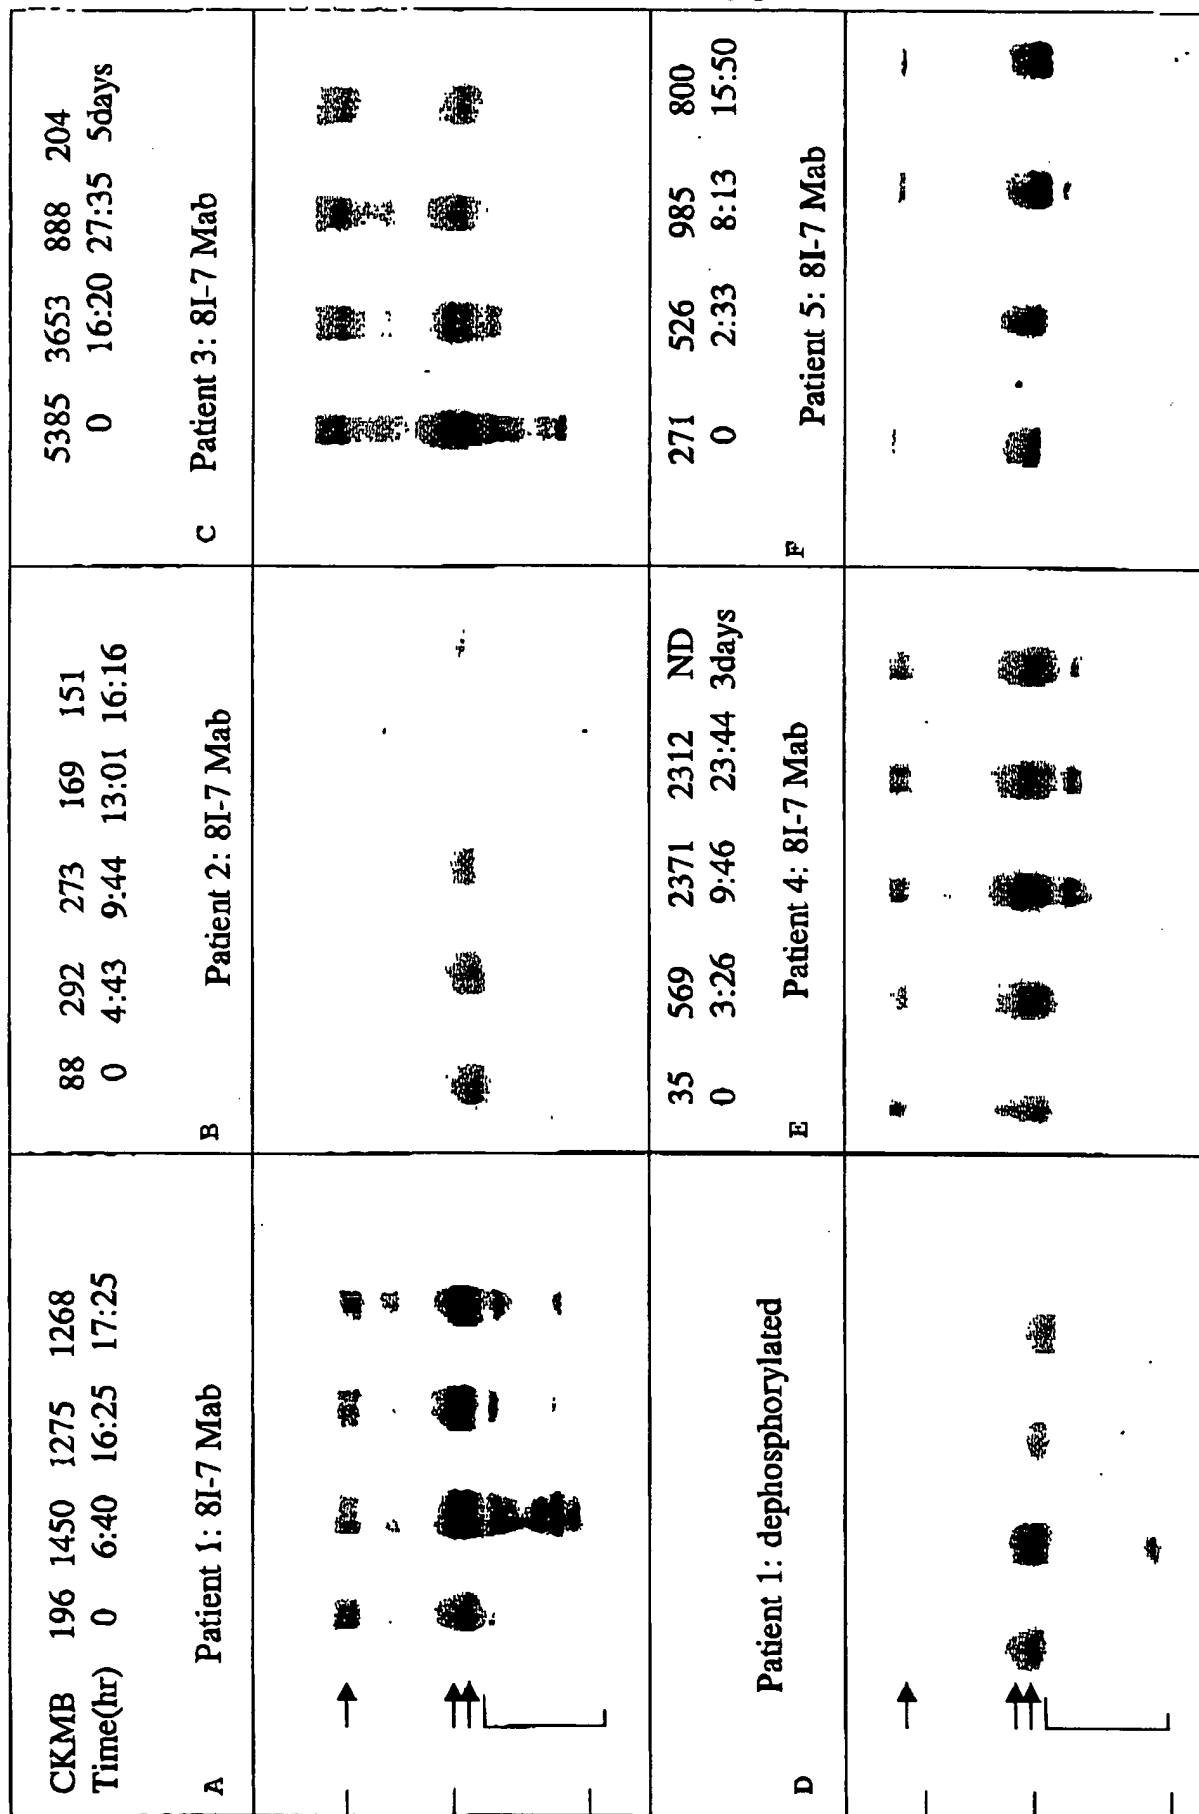 CKMB 196 1450 1275 1268
Time(hr) 0 6:40 16:25 17:25
A Patient 1: 8I-7 Mab
88 292 273 169 151
0 4:43 9:44 13:01 16:16
B Patient 2: 8I-7 Mab
5385 3653 888 204
0 16:20 27:35 5days
C Patient 3: 8I-7 Mab
D Patient 1: dephosphorylated
35 569 2371 2312 ND
0 3:26 9:46 23:44 3days
E Patient 4: 8I-7 Mab
271 526 985 800
0 2:33 8:13 15:50
F Patient 5: 8I-7 Mab